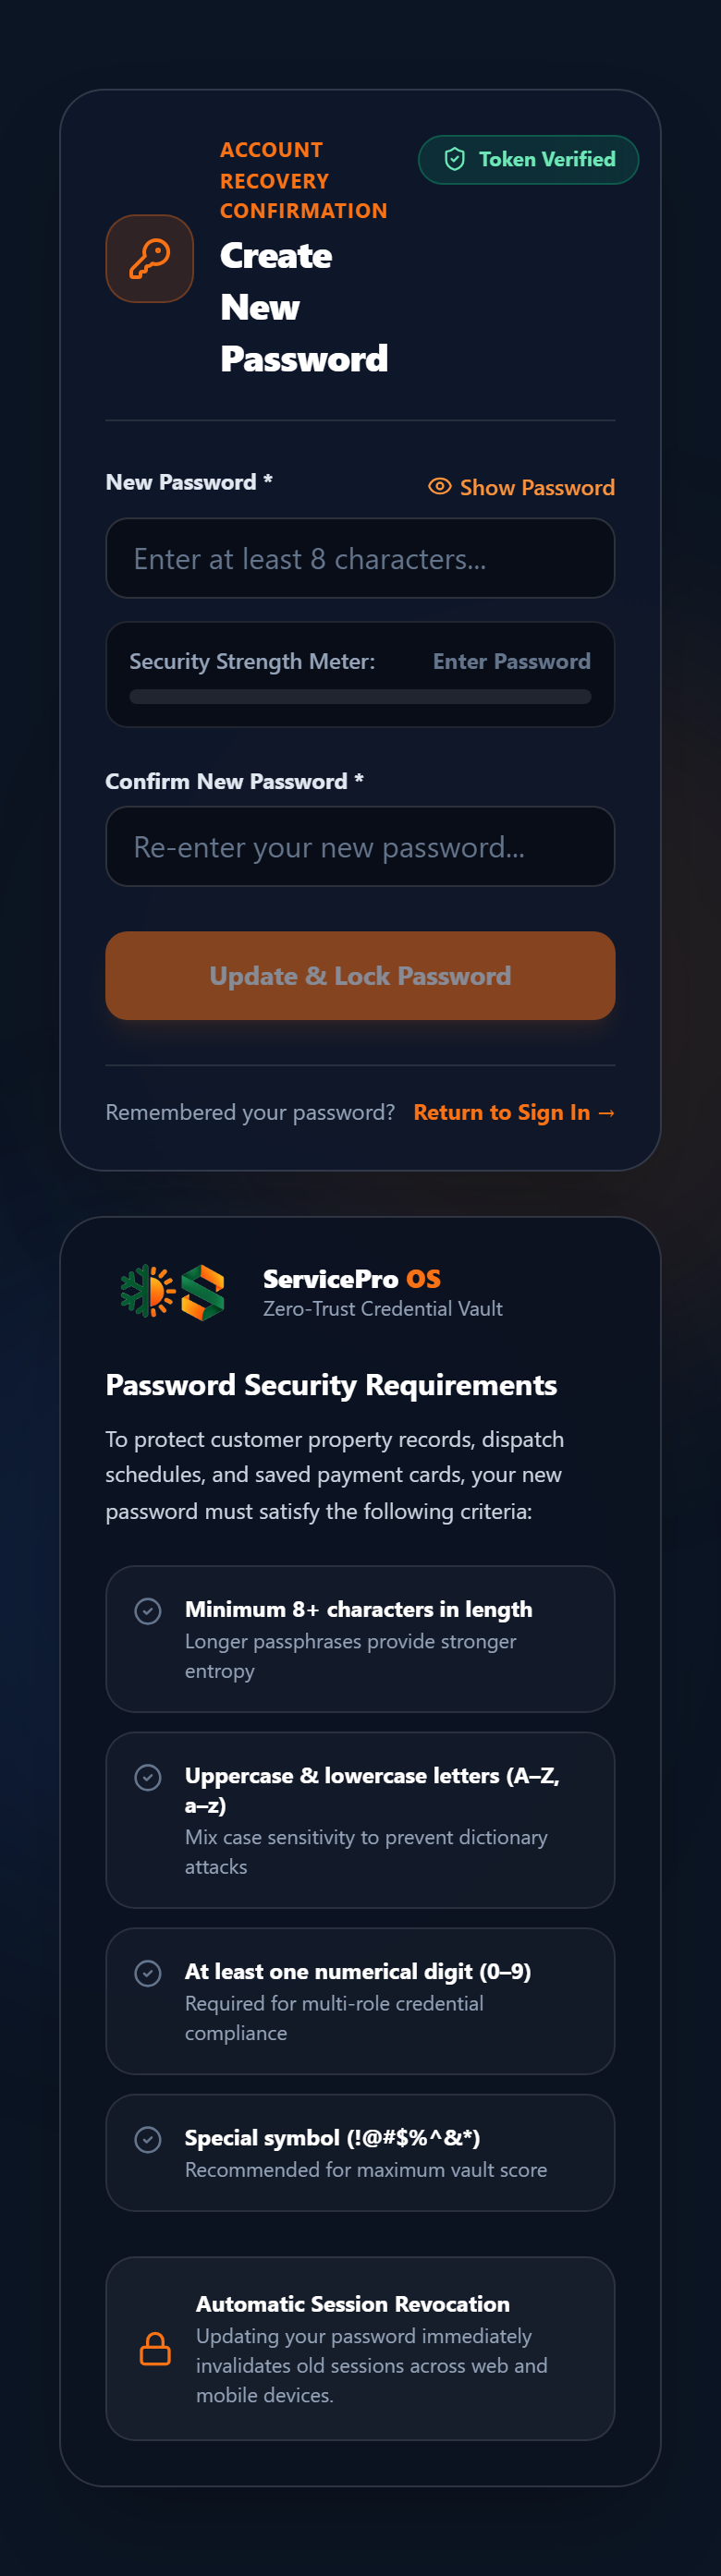 ACCOUNT
RECOVERY
CONFIRMATION
Token Verified
Create
New
Password
New Password *
Show Password
Enter at least 8 characters...
Security Strength Meter:
Enter Password
Confirm New Password *
Re-enter your new password...
Update & Lock Password
Remembered your password?
Return to Sign In →
ServicePro OS
Zero-Trust Credential Vault
Password Security Requirements
To protect customer property records, dispatch
schedules, and saved payment cards, your new
password must satisfy the following criteria:
Minimum 8+ characters in length
Longer passphrases provide stronger
entropy
Uppercase & lowercase letters (A–Z,
a–z)
Mix case sensitivity to prevent dictionary
attacks
At least one numerical digit (0–9)
Required for multi-role credential
compliance
Special symbol (!@#$%^&*)
Recommended for maximum vault score
Automatic Session Revocation
Updating your password immediately
invalidates old sessions across web and
mobile devices.